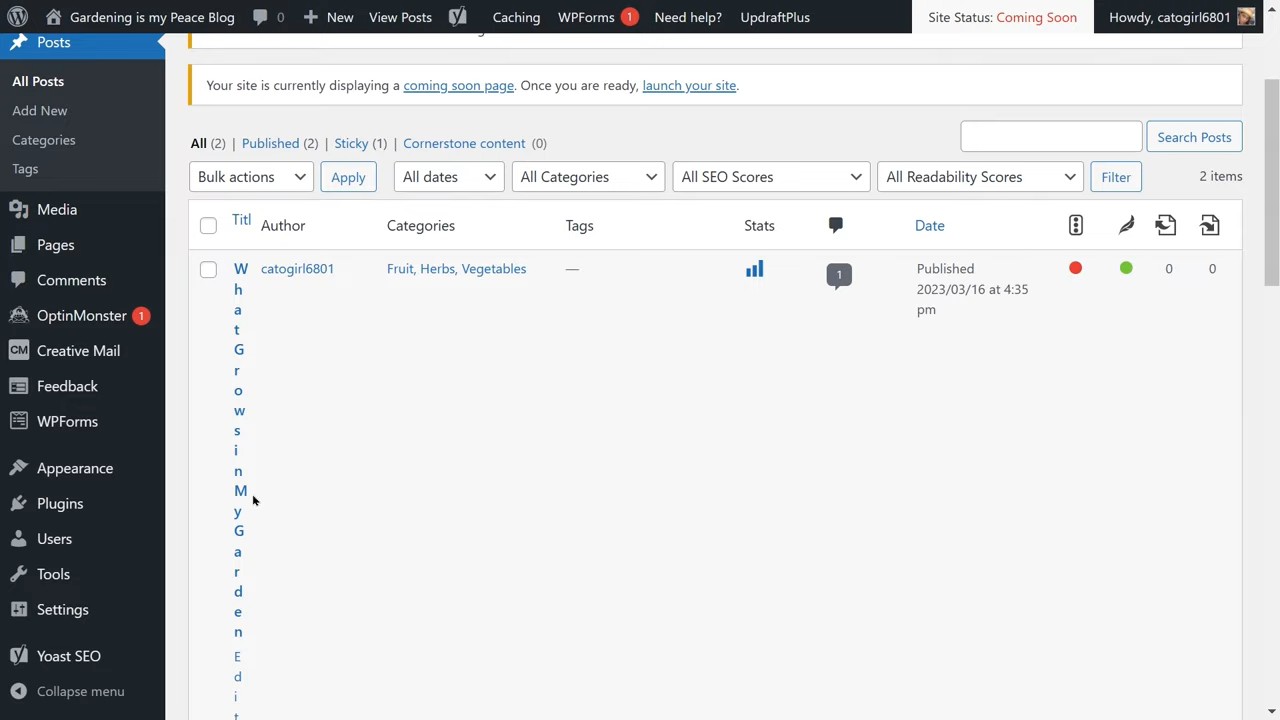 Gardening is my Peace Blog 0 New View Posts Caching WPForms 1 Need help? UpdraftPlus Site Status: Coming Soon Howdy, catogirl6801
Posts
All Posts
Add New
Categories
Tags
Media
Pages
Comments
OptinMonster 1
CM Creative Mail
Feedback
WPForms
Appearance
Plugins
Users
Tools
Settings
Yoast SEO
Collapse menu
Your site is currently displaying a coming soon page. Once you are ready, launch your site.
All (2) | Published (2) | Sticky (1) | Cornerstone content (0)
Search Posts
Bulk actions Apply All dates All Categories All SEO Scores All Readability Scores Filter 2 items
Titl Author Categories Tags Stats Date
W
h
a
t
G
r
o
w
s
i
n
M
y
G
a
r
d
e
n
E
d
i
t
catogirl6801 Fruit, Herbs, Vegetables — 1 Published 0 0
2023/03/16 at 4:35
pm